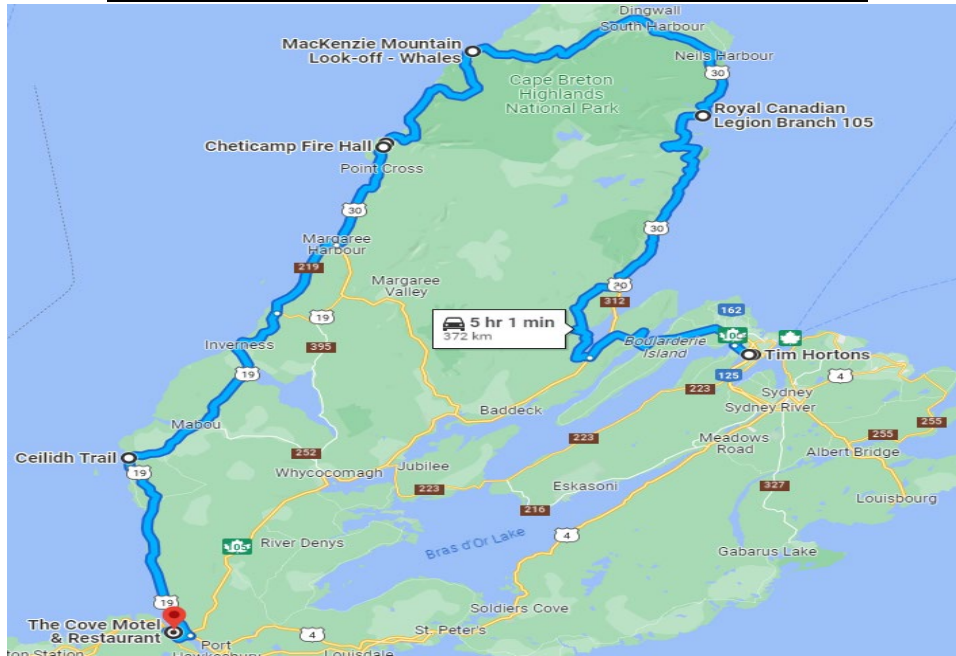 Dingwall
South Harbour
MacKenzie Mountain
Look-off - Whales
Neils Harbour
30
Cape Breton
Highlands
National Park
Royal Canadian
Legion Branch 105
Cheticamp Fire Hall
Point Cross
30
30
Margaree
Harbour
219
Margaree
Valley
19
312
5 hr 1 min
372 km
162
Boularderie
Island
Inverness
395
Tim Hortons
19
125
4
223
Sydney
Baddeck
Sydney River
Mabou
223
Meadows
Road
255
255
Albert Bridge
Ceilidh Trail
19
252
Whycocomagh
Jubilee
223
Eskasoni
327
Louisbourg
216
Bras d'Or Lake
4
105
River Denys
Gabarus Lake
19
Soldiers Cove
The Cove Motel
& Restaurant
St. Peter's
4
Port
Louisdale